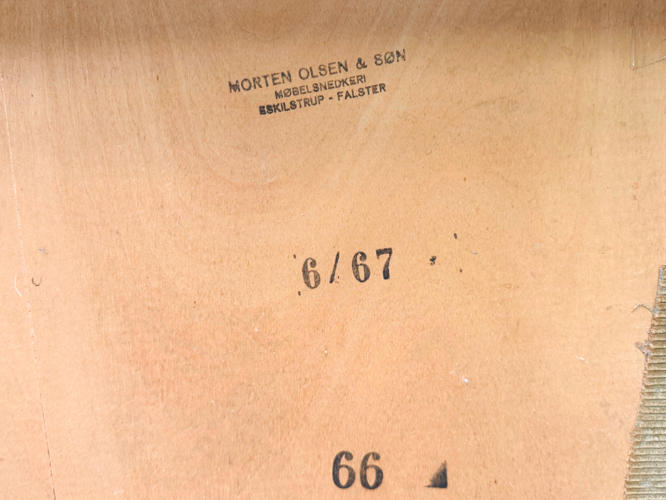 MORTEN OLSEN & SØN
MØBELSNEDKERI
ESKILSTRUP - FALSTER
6/67
66